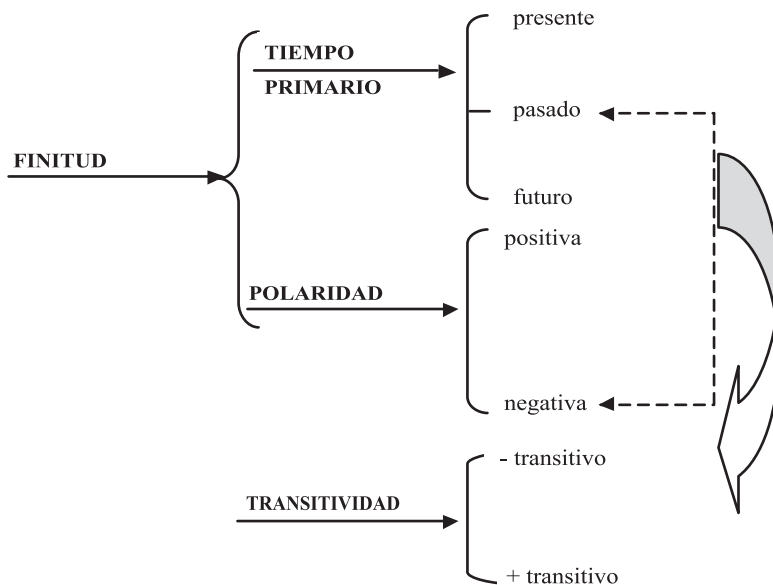 presente
TIEMPO
PRIMARIO
pasado
FINITUD
futuro
positiva
POLARIDAD
negativa
- transitivo
TRANSITIVIDAD
+ transitivo